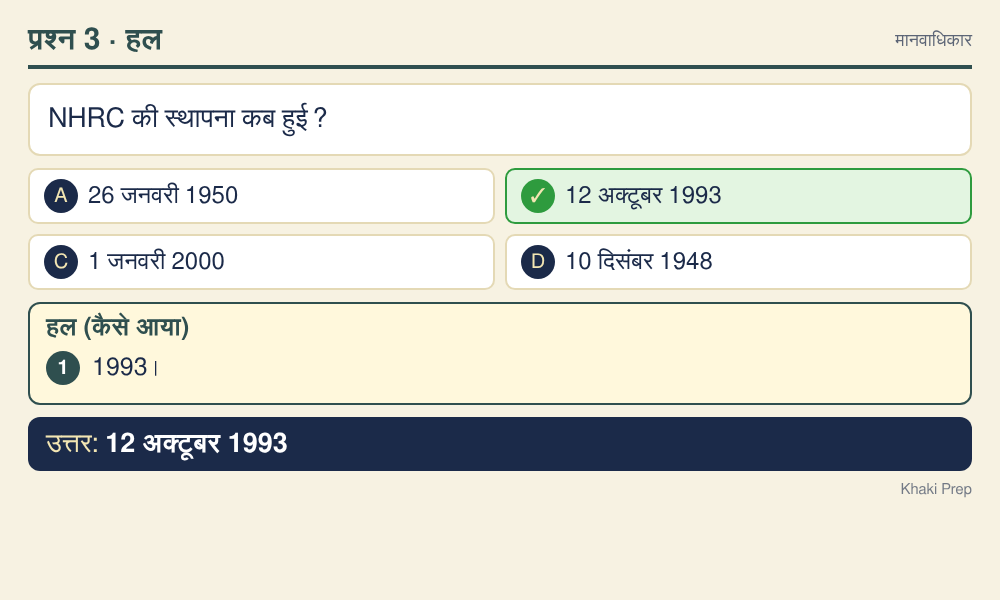 प्रश्न 3 · हल
मानवाधिकार
NHRC की स्थापना कब हुई ?
A 26 जनवरी 1950
✓ 12 अक्टूबर 1993
C 1 जनवरी 2000
D 10 दिसंबर 1948
हल (कैसे आया)
1 1993।
उत्तर: 12 अक्टूबर 1993
Khaki Prep